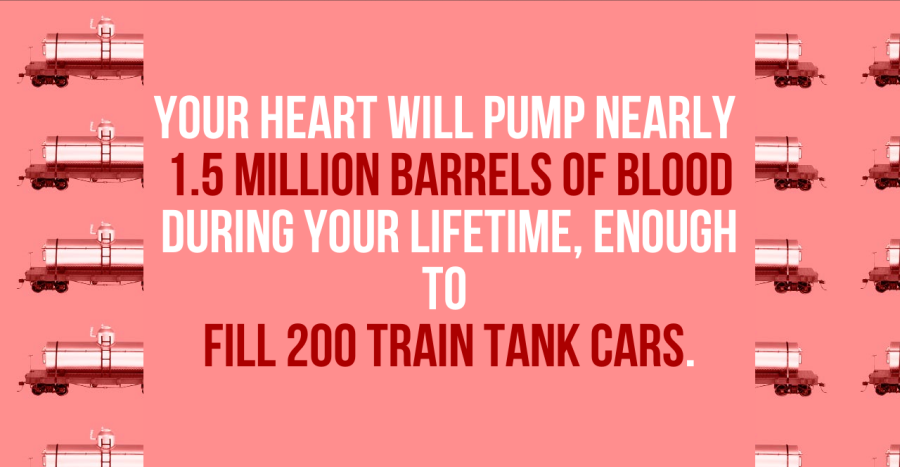 YOUR HEART WILL PUMP NEARLY
1.5 MILLION BARRELS OF BLOOD
DURING YOUR LIFETIME, ENOUGH
TO
FILL 200 TRAIN TANK CARS.